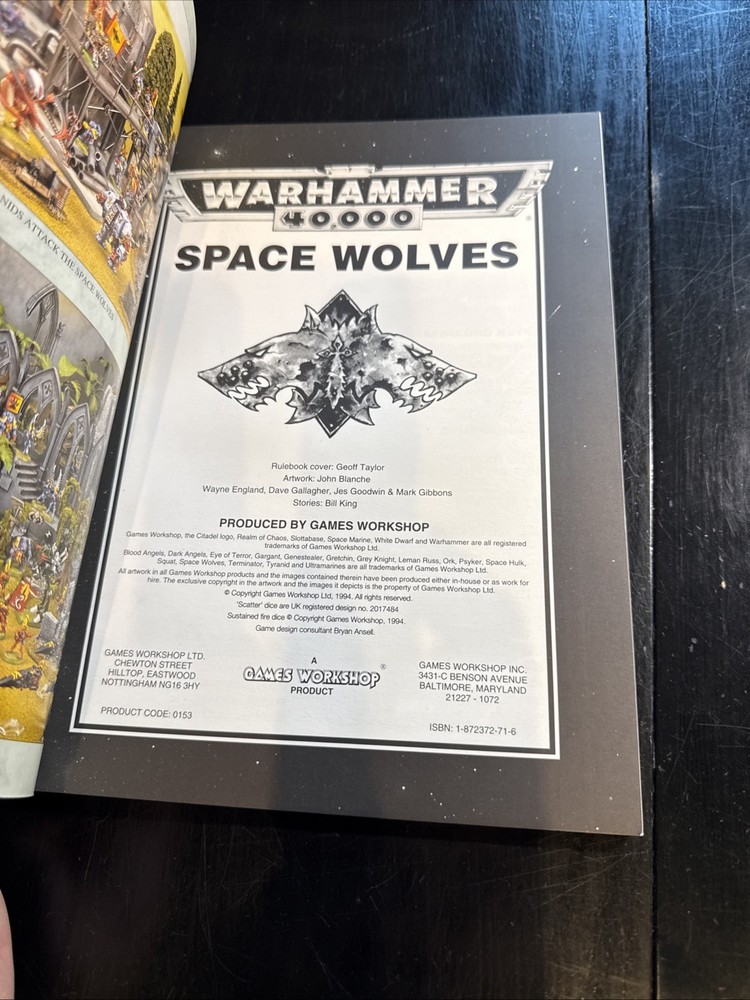 NIDS ATTACK THE SPACE WOLVES
WARHAMMER
40,000
SPACE WOLVES
Rulebook cover: Geoff Taylor
Artwork: John Blanche
Wayne England, Dave Gallagher, Jes Goodwin & Mark Gibbons
Stories: Bill King
PRODUCED BY GAMES WORKSHOP
Games Workshop, the Citadel logo, Realm of Chaos, Slottabase, Space Marine, White Dwarf and Warhammer are all registered
trademarks of Games Workshop Ltd.
Blood Angels, Dark Angels, Eye of Terror, Gargant, Genestealer, Gretchin, Grey Knight, Leman Russ, Ork, Psyker, Space Hulk,
Squat, Space Wolves, Terminator, Tyranid and Ultramarines are all trademarks of Games Workshop Ltd.
All artwork in all Games Workshop products and the images contained therein have been produced either in-house or as work for
hire. The exclusive copyright in the artwork and the images it depicts is the property of Games Workshop Ltd.
© Copyright Games Workshop Ltd, 1994. All rights reserved.
'Scatter' dice are UK registered design no. 2017484
Sustained fire dice © Copyright Games Workshop, 1994.
Game design consultant Bryan Ansell.
GAMES WORKSHOP LTD.
CHEWTON STREET
HILLTOP, EASTWOOD
NOTTINGHAM NG16 3HY
PRODUCT CODE: 0153
A
GAMES WORKSHOP®
PRODUCT
GAMES WORKSHOP INC.
3431-C BENSON AVENUE
BALTIMORE, MARYLAND
21227 - 1072
ISBN: 1-872372-71-6